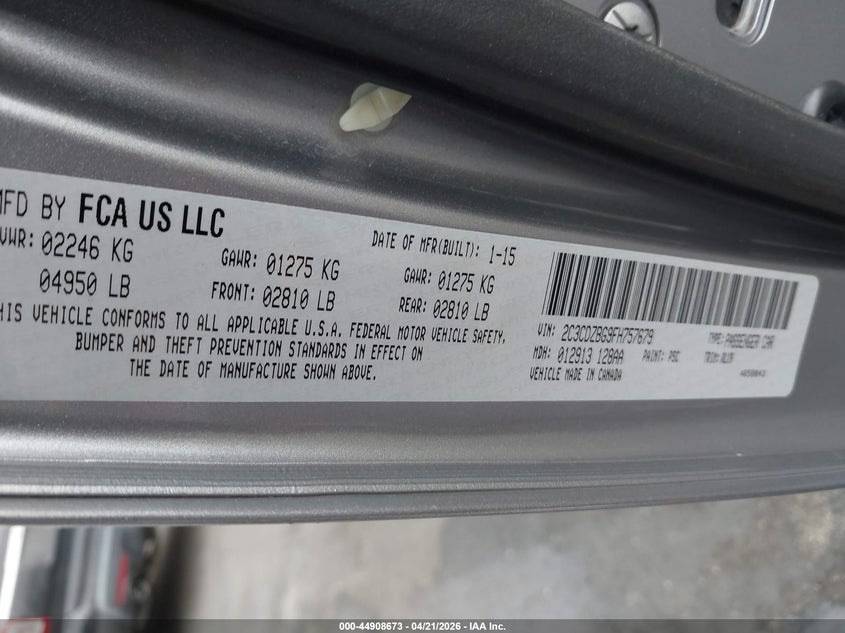 MFD BY FCA US LLC
DATE OF MFR(BUILT): 1-15
VWR: 02246 KG
GAWR: 01275 KG
GAWR: 01275 KG
04950 LB
FRONT: 02810 LB
REAR: 02810 LB
HIS VEHICLE CONFORMS TO ALL APPLICABLE U.S.A. FEDERAL MOTOR VEHICLE SAFETY,
BUMPER AND THEFT PREVENTION STANDARDS IN EFFECT ON
THE DATE OF MANUFACTURE SHOWN ABOVE.
VIN: 2C3CDZBG9FH757679
TYPE: PASSENGER CAR
MDH: 012913 128AA
PAINT: PSC
TRIM:
VEHICLE MADE IN CANADA
000-44908673 - 04/21/2026 - IAA Inc.